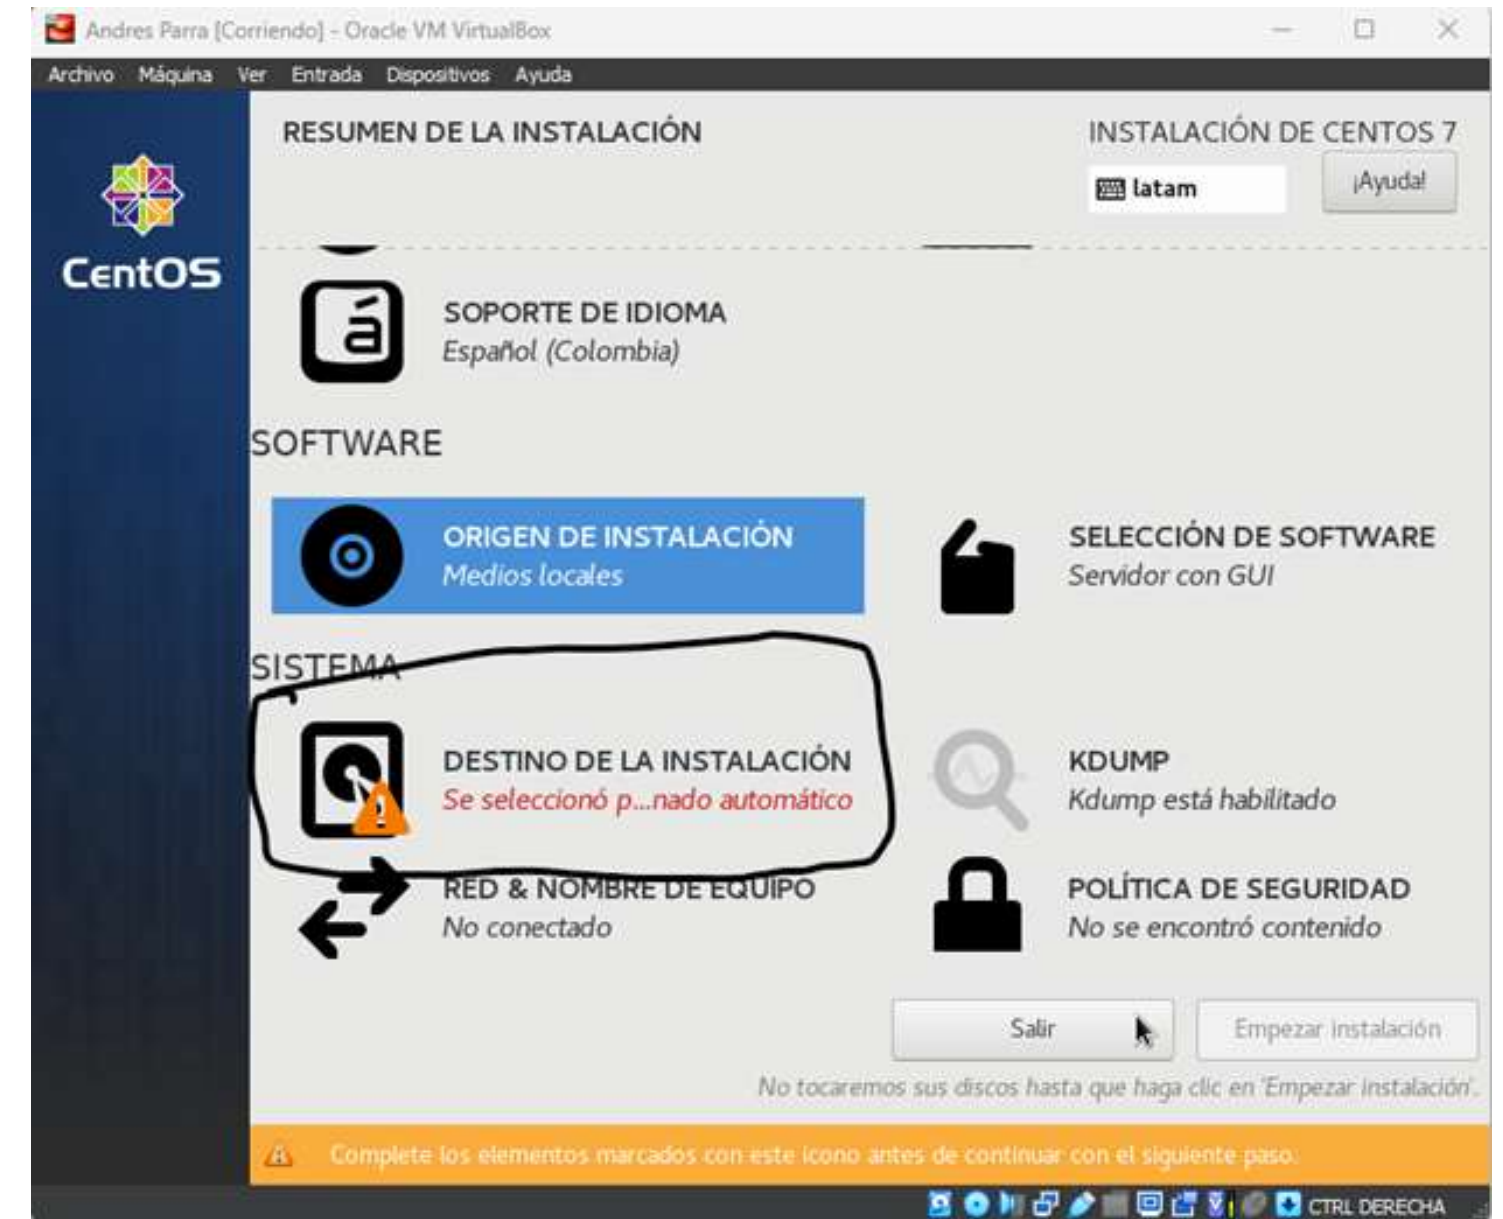 Andres Parra [Corriendo] - Oracle VM VirtualBox
Archivo Máquina Ver Entrada Dispositivos Ayuda
RESUMEN DE LA INSTALACIÓN
INSTALACIÓN DE CENTOS 7
latam
¡Ayuda!
CentOS
á
SOPORTE DE IDIOMA
Español (Colombia)
SOFTWARE
ORIGEN DE INSTALACIÓN
Medios locales
SELECCIÓN DE SOFTWARE
Servidor con GUI
SISTEMA
DESTINO DE LA INSTALACIÓN
Se seleccionó p...nado automático
KDUMP
Kdump está habilitado
RED & NOMBRE DE EQUIPO
No conectado
POLÍTICA DE SEGURIDAD
No se encontró contenido
Salir
Empezar instalación
No tocaremos sus discos hasta que haga clic en 'Empezar instalación'.
Complete los elementos marcados con este icono antes de continuar con el siguiente paso.
CTRL DERECHA